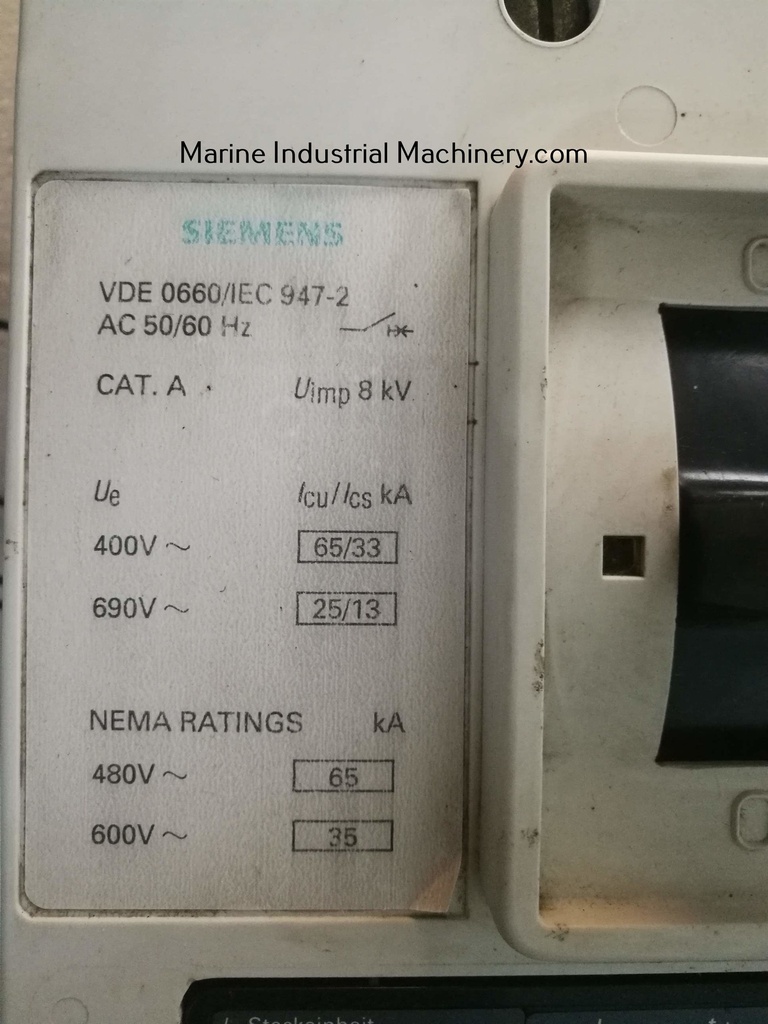 Marine Industrial Machinery.com
SIEMENS
VDE 0660/IEC 947-2
AC 50/60 Hz
CAT. A Uimp 8 kV
Ue Icu/Ics kA
400V ~ 65/33
690V ~ 25/13
NEMA RATINGS kA
480V ~ 65
600V ~ 35
Steckeinheit